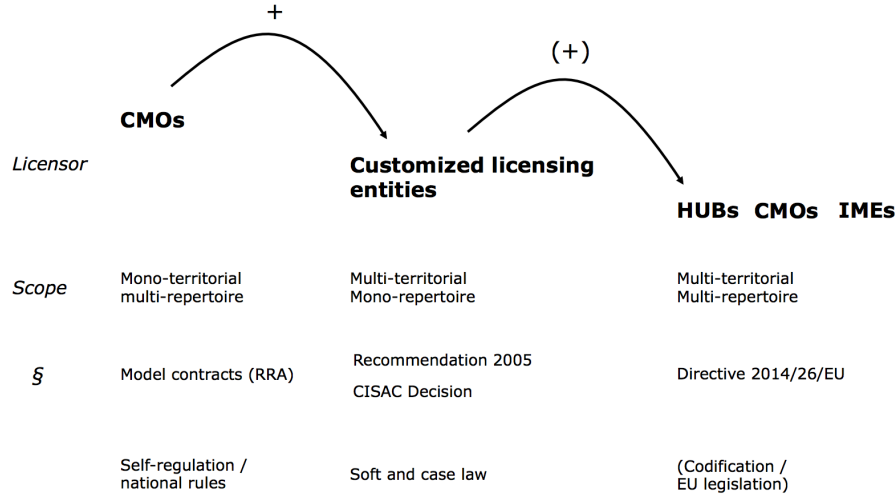 +
(+)
CMOs
Licensor
Customized licensing
entities
HUBs CMOs IMEs
Scope
Mono-territorial
multi-repertoire
Multi-territorial
Mono-repertoire
Multi-territorial
Multi-repertoire
§
Model contracts (RRA)
Recommendation 2005
CISAC Decision
Directive 2014/26/EU
Self-regulation /
national rules
Soft and case law
(Codification /
EU legislation)